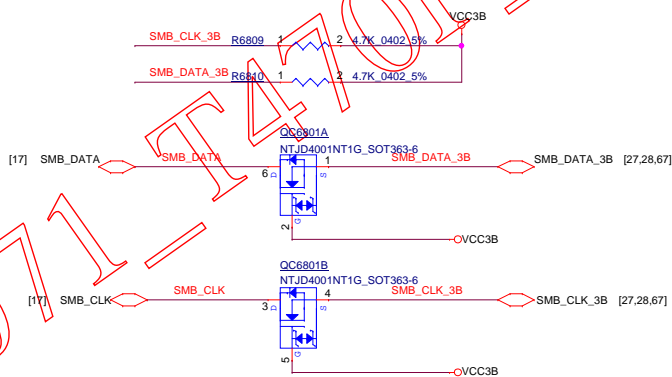 VCC3B
SMB_CLK_3B R6809 1 2 4.7K_0402_5%
SMB_DATA_3B R6810 1 2 4.7K_0402_5%
QC6801A
NTJD4001NT1G_SOT363-6
[17] SMB_DATA SMB_DATA 6 D S 1 SMB_DATA_3B SMB_DATA_3B [27,28,67]
2 G
VCC3B
QC6801B
NTJD4001NT1G_SOT363-6
[17] SMB_CLK SMB_CLK 3 D S 4 SMB_CLK_3B SMB_CLK_3B [27,28,67]
5 G
VCC3B
71_T470